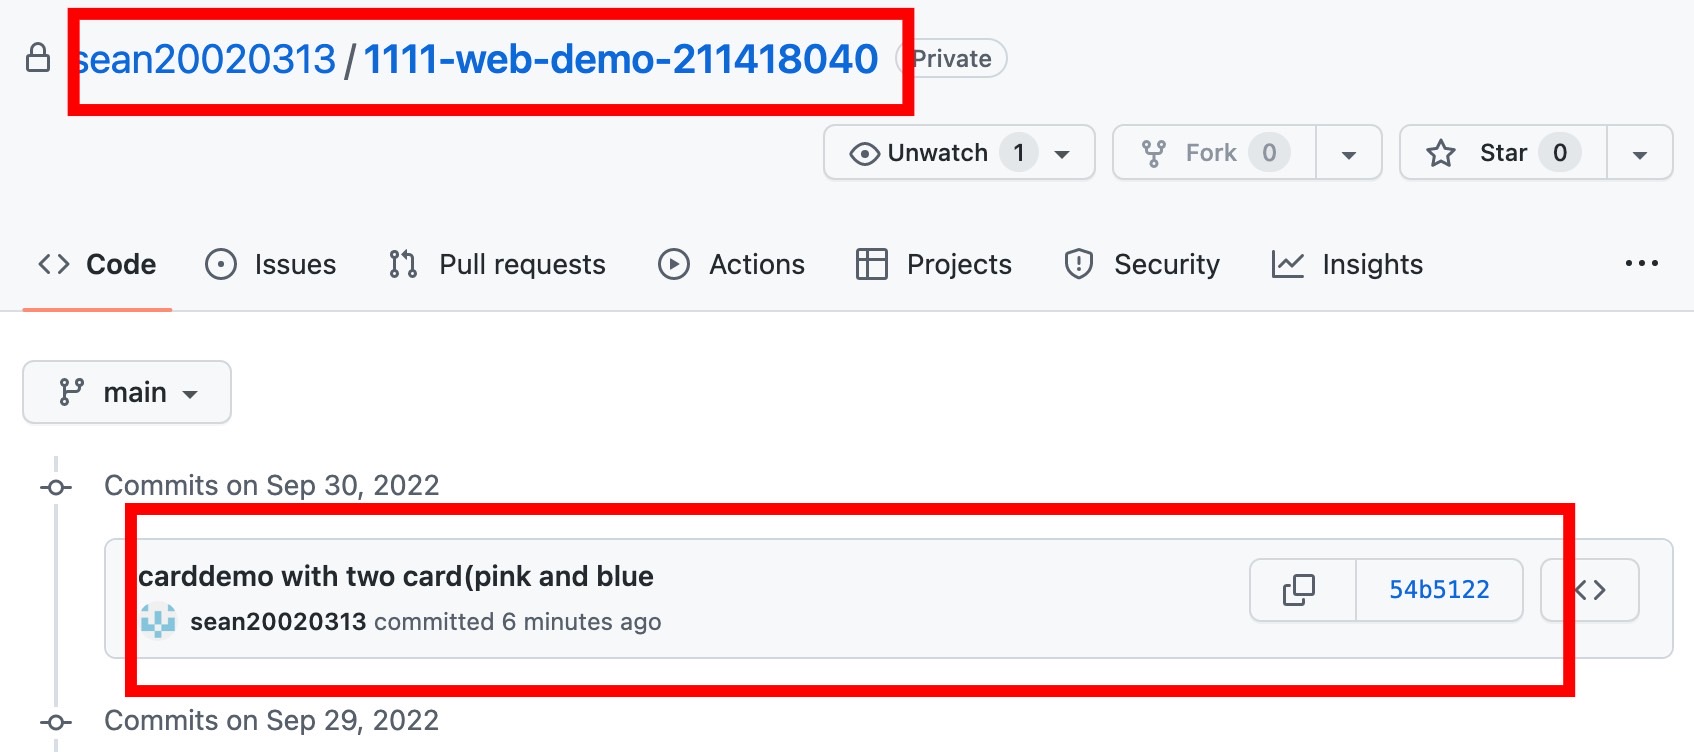 sean20020313 / 1111-web-demo-211418040 Private
Unwatch 1 Fork 0 Star 0
Code Issues Pull requests Actions Projects Security Insights
main
Commits on Sep 30, 2022
carddemo with two card(pink and blue
54b5122
sean20020313 committed 6 minutes ago
Commits on Sep 29, 2022